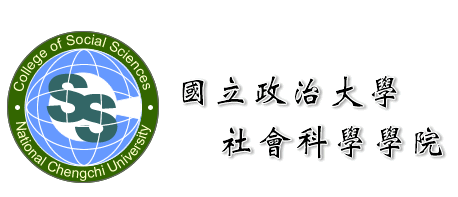 College of Social Sciences
CSS
National Chengchi University
國立政治大學
社會科學學院